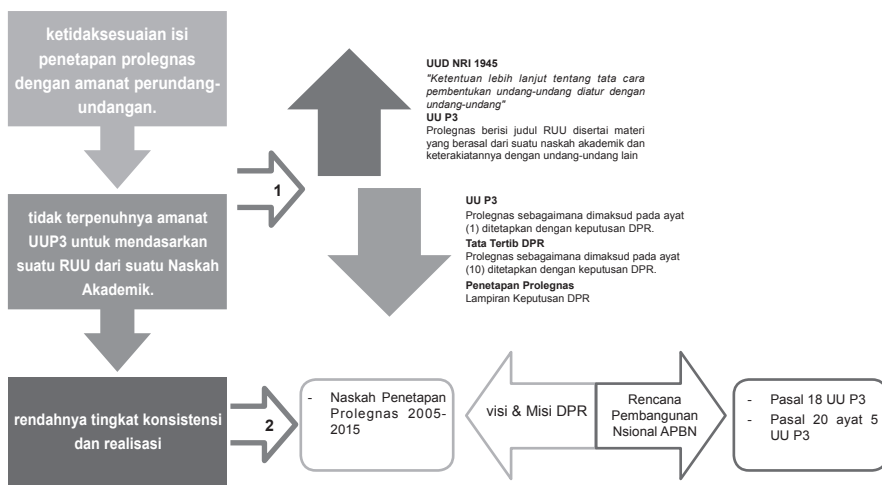 ketidaksesuaian isi
penetapan prolegnas
dengan amanat perundang-
undangan.
tidak terpenuhnya amanat
UUP3 untuk mendasarkan
suatu RUU dari suatu Naskah
Akademik.
rendahnya tingkat konsistensi
dan realisasi
1
UUD NRI 1945
"Ketentuan lebih lanjut tentang tata cara
pembentukan undang-undang diatur dengan
undang-undang"
UU P3
Prolegnas berisi judul RUU disertai materi
yang berasal dari suatu naskah akademik dan
keterakiatannya dengan undang-undang lain
UU P3
Prolegnas sebagaimana dimaksud pada ayat
(1) ditetapkan dengan keputusan DPR.
Tata Tertib DPR
Prolegnas sebagaimana dimaksud pada ayat
(10) ditetapkan dengan keputusan DPR.
Penetapan Prolegnas
Lampiran Keputusan DPR
2
- Naskah Penetapan
Prolegnas 2005-
2015
visi & Misi DPR
Rencana
Pembangunan
Nsional APBN
- Pasal 18 UU P3
- Pasal 20 ayat 5
UU P3